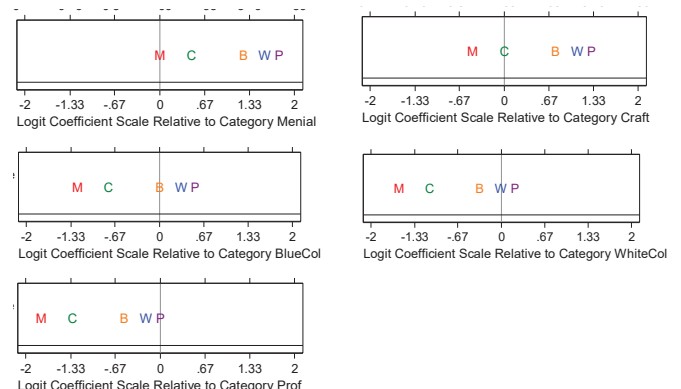 M C B W P
-2 -1.33 -.67 0 .67 1.33 2
Logit Coefficient Scale Relative to Category Menial
M C B W P
-2 -1.33 -.67 0 .67 1.33 2
Logit Coefficient Scale Relative to Category Craft
M C B W P
-2 -1.33 -.67 0 .67 1.33 2
Logit Coefficient Scale Relative to Category BlueCol
M C B W P
-2 -1.33 -.67 0 .67 1.33 2
Logit Coefficient Scale Relative to Category WhiteCol
M C B W P
-2 -1.33 -.67 0 .67 1.33 2
Logit Coefficient Scale Relative to Category Prof